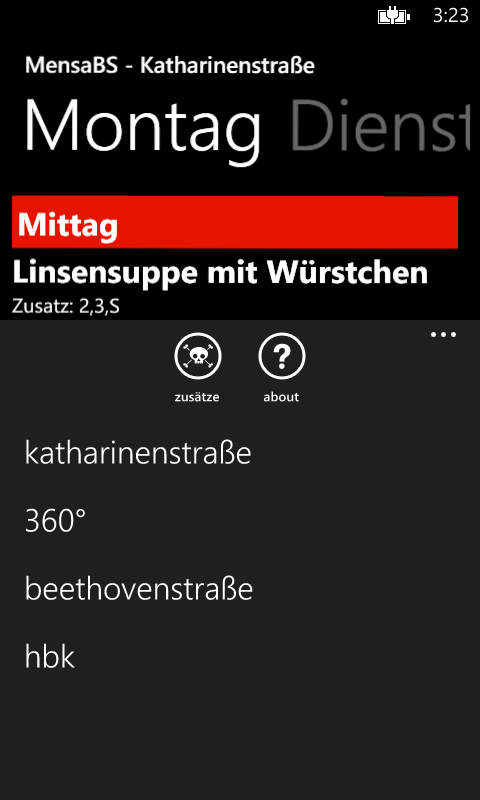 3:23
MensaBS - Katharinenstraße
Montag Dienst
Mittag
Linsensuppe mit Würstchen
Zusatz: 2,3,S
zusätze about
katharinenstraße
360°
beethovenstraße
hbk